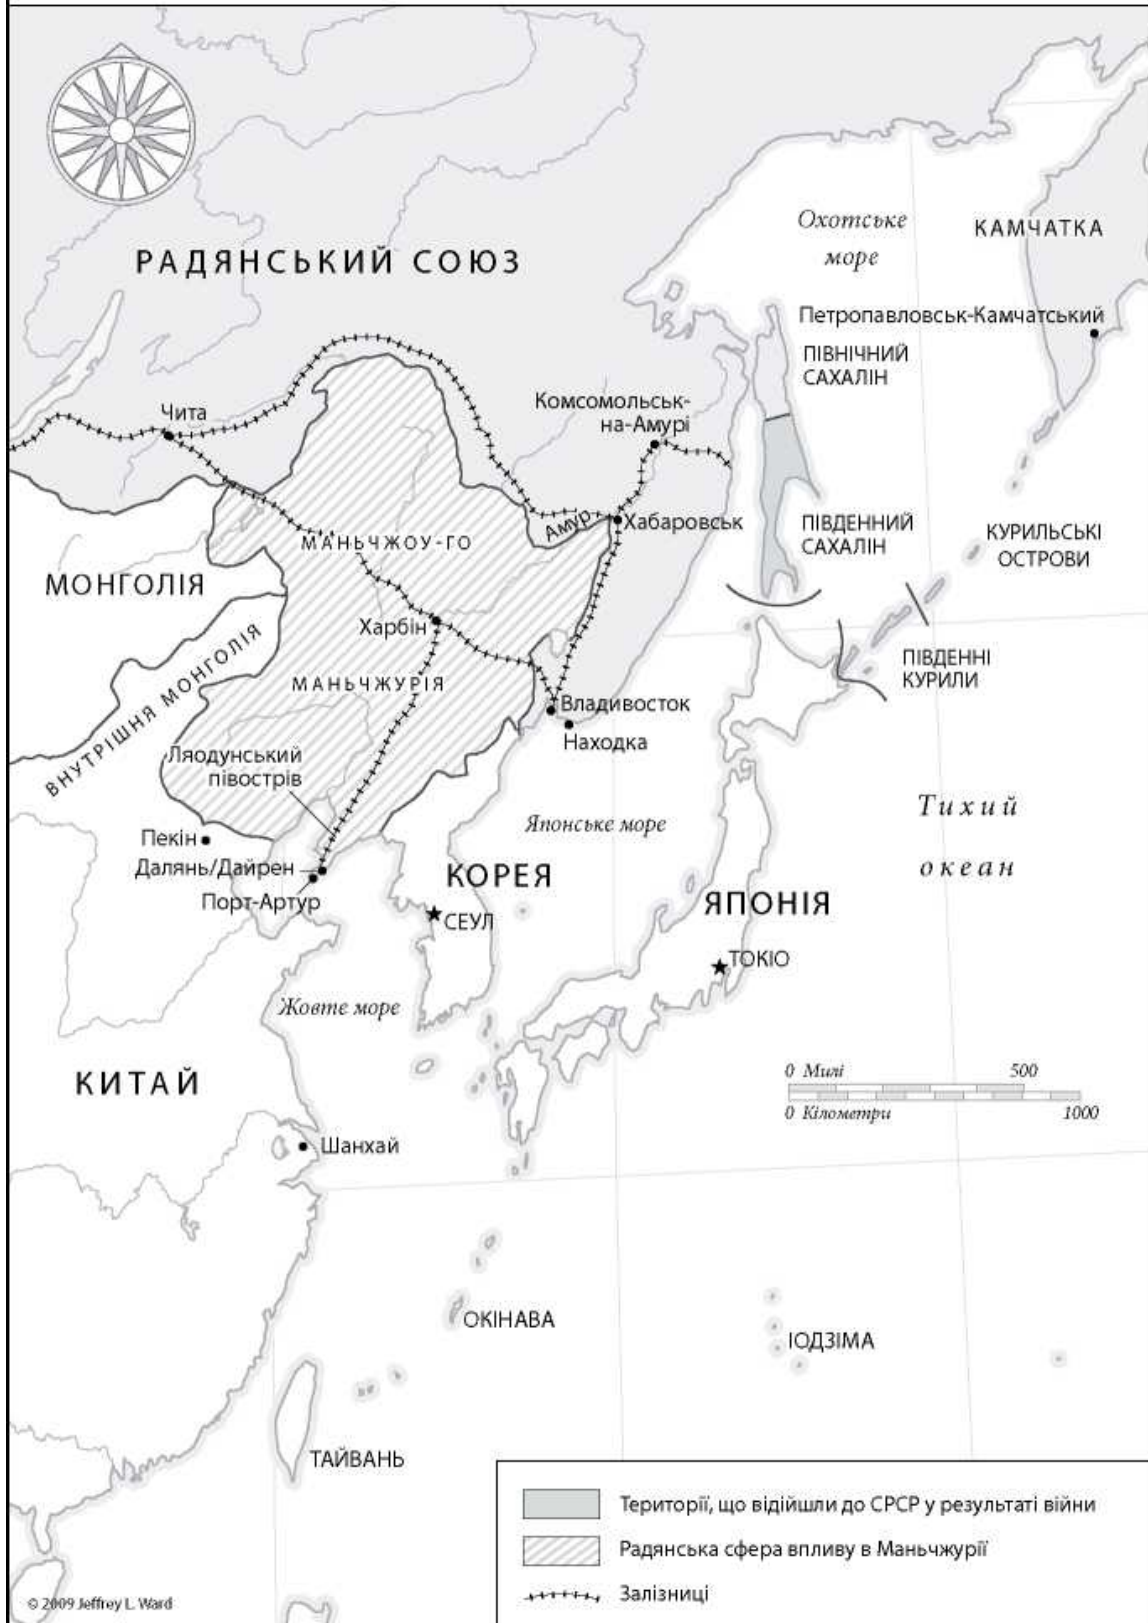 Охотське
море
КАМЧАТКА
РАДЯНСЬКИЙ СОЮЗ
Петропавловськ-Камчатський
ПІВНІЧНИЙ
САХАЛІН
Чита
Комсомольськ-
на-Амурі
Амур
Хабаровськ
ПІВДЕННИЙ
САХАЛІН
КУРИЛЬСЬКІ
ОСТРОВИ
МАНЬЧЖОУ-ГО
МОНГОЛІЯ
Харбін
ВНУТРІШНЯ МОНГОЛІЯ
МАНЬЧЖУРІЯ
ПІВДЕННІ
КУРИЛИ
Владивосток
Находка
Ляодунський
півострів
Японське море
Тихий
океан
Пекін
Далянь/Дайрен
Порт-Артур
КОРЕЯ
СЕУЛ
ЯПОНІЯ
ТОКІО
Жовте море
КИТАЙ
0 Милі 500
0 Кілометри 1000
Шанхай
ОКІНАВА
ІОДЗІМА
ТАЙВАНЬ
Території, що відійшли до СРСР у результаті війни
Радянська сфера впливу в Маньчжурії
Залізниці
© 2009 Jeffrey L. Ward